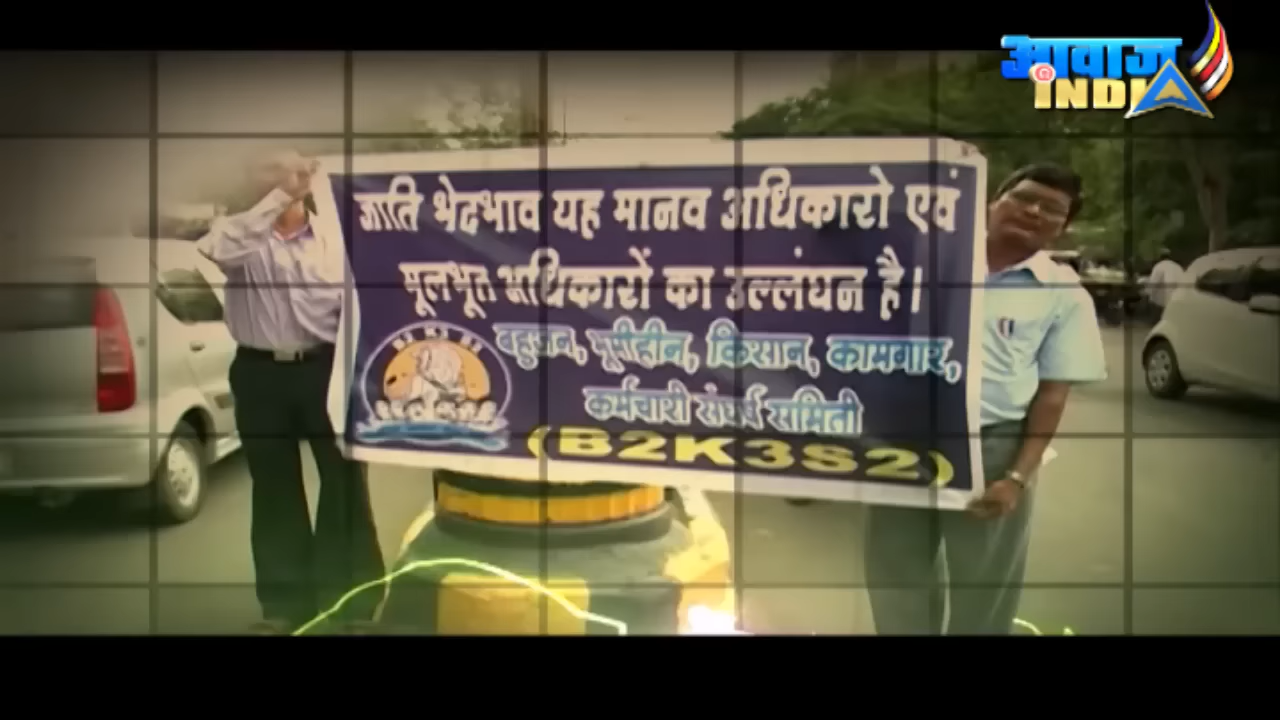 आवाज
INDIA
जाति भेदभाव यह मानव अधिकारो एवं
मूलभूत अधिकारों का उल्लंघन है।
बहुजन, भूमीहीन, किसान, कामगार,
कर्मचारी संघर्ष समिती
(B2K3S2)